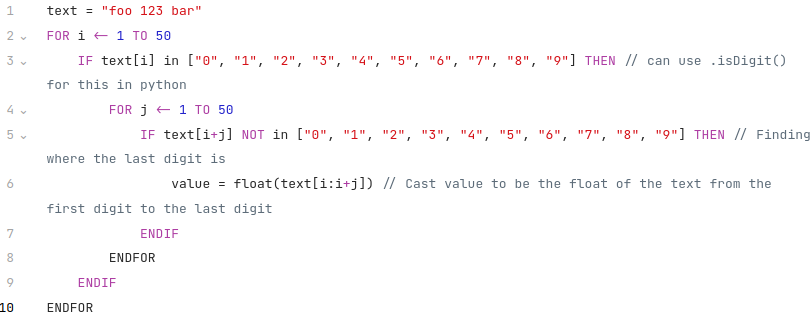 1 text = "foo 123 bar"
2 FOR i ← 1 TO 50
3 IF text[i] in ["0", "1", "2", "3", "4", "5", "6", "7", "8", "9"] THEN // can use .isDigit()
for this in python
4 FOR j ← 1 TO 50
5 IF text[i+j] NOT in ["0", "1", "2", "3", "4", "5", "6", "7", "8", "9"] THEN // Finding
where the last digit is
6 value = float(text[i:i+j]) // Cast value to be the float of the text from the
first digit to the last digit
7 ENDIF
8 ENDFOR
9 ENDIF
10 ENDFOR